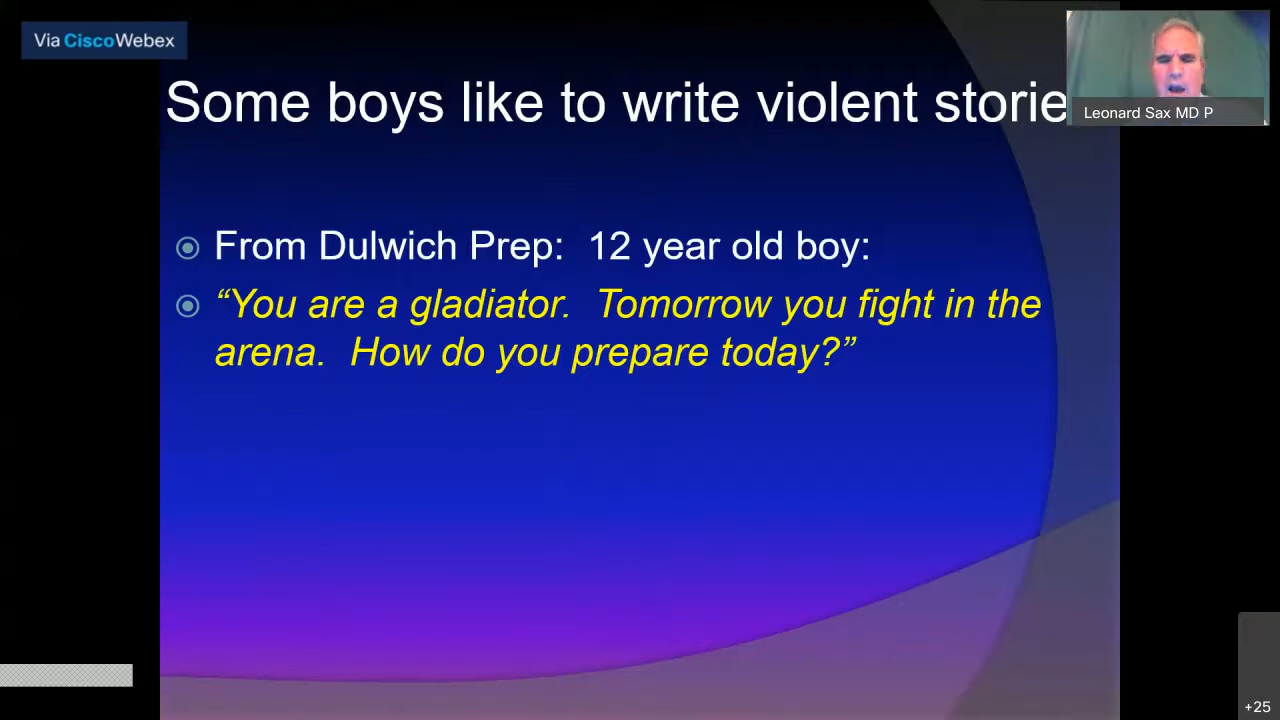 Via CiscoWebex
Leonard Sax MD P
Some boys like to write violent storie
From Dulwich Prep: 12 year old boy:
“You are a gladiator. Tomorrow you fight in the
arena. How do you prepare today?”
+25